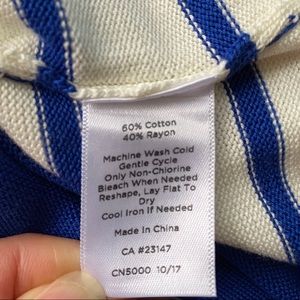 60% Cotton
40% Rayon
Machine Wash Cold
Gentle Cycle
Only Non-Chlorine
Bleach When Needed
Reshape, Lay Flat To
Dry
Cool Iron If Needed
Made In China
CA #23147
CN5000 10/17